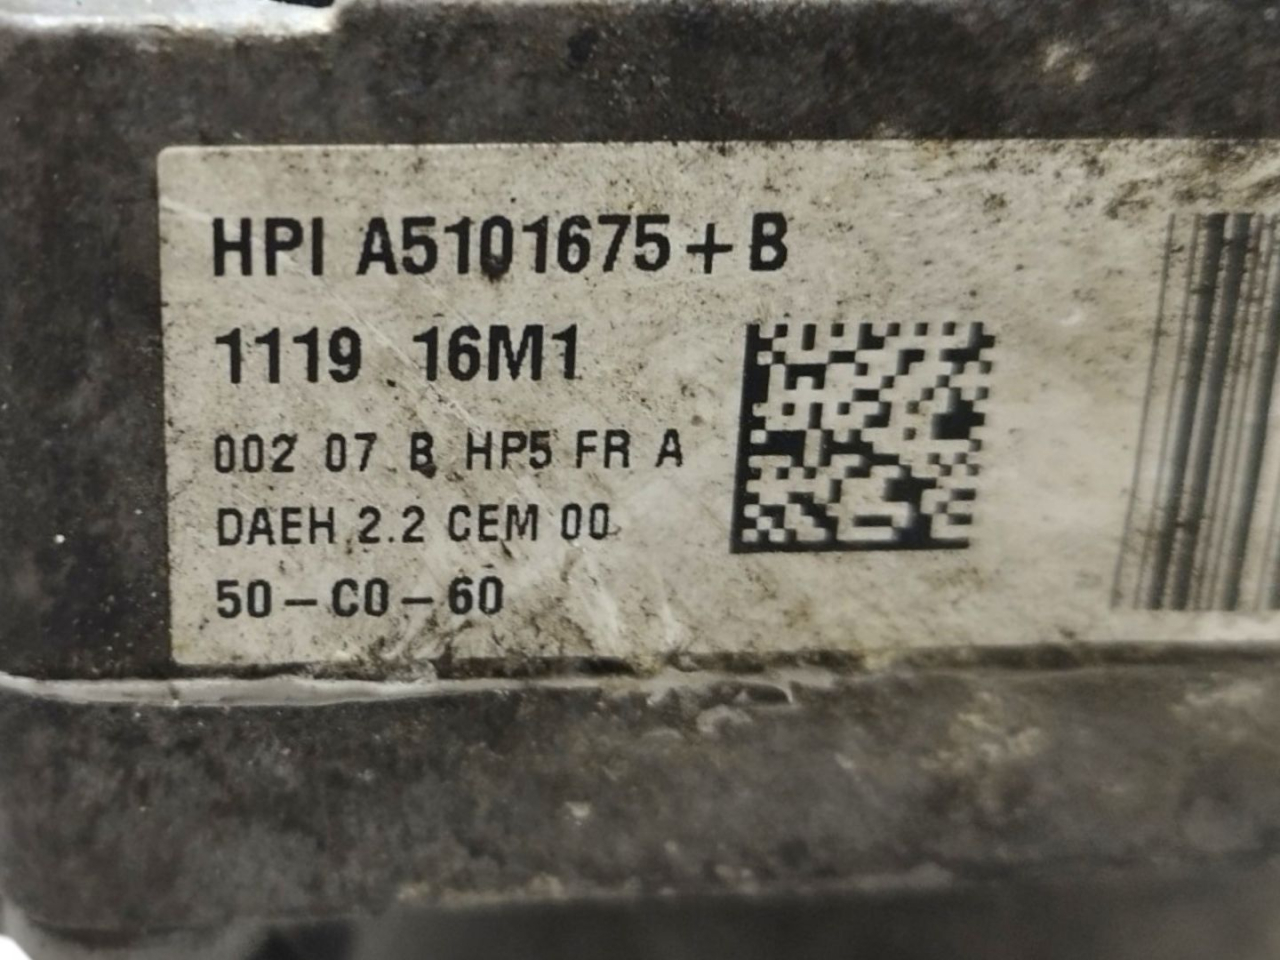 HPI A5101675+B
1119 16M1
002 07 B HP5 FR A
DAEH 2.2 CEM 00
50-C0-60